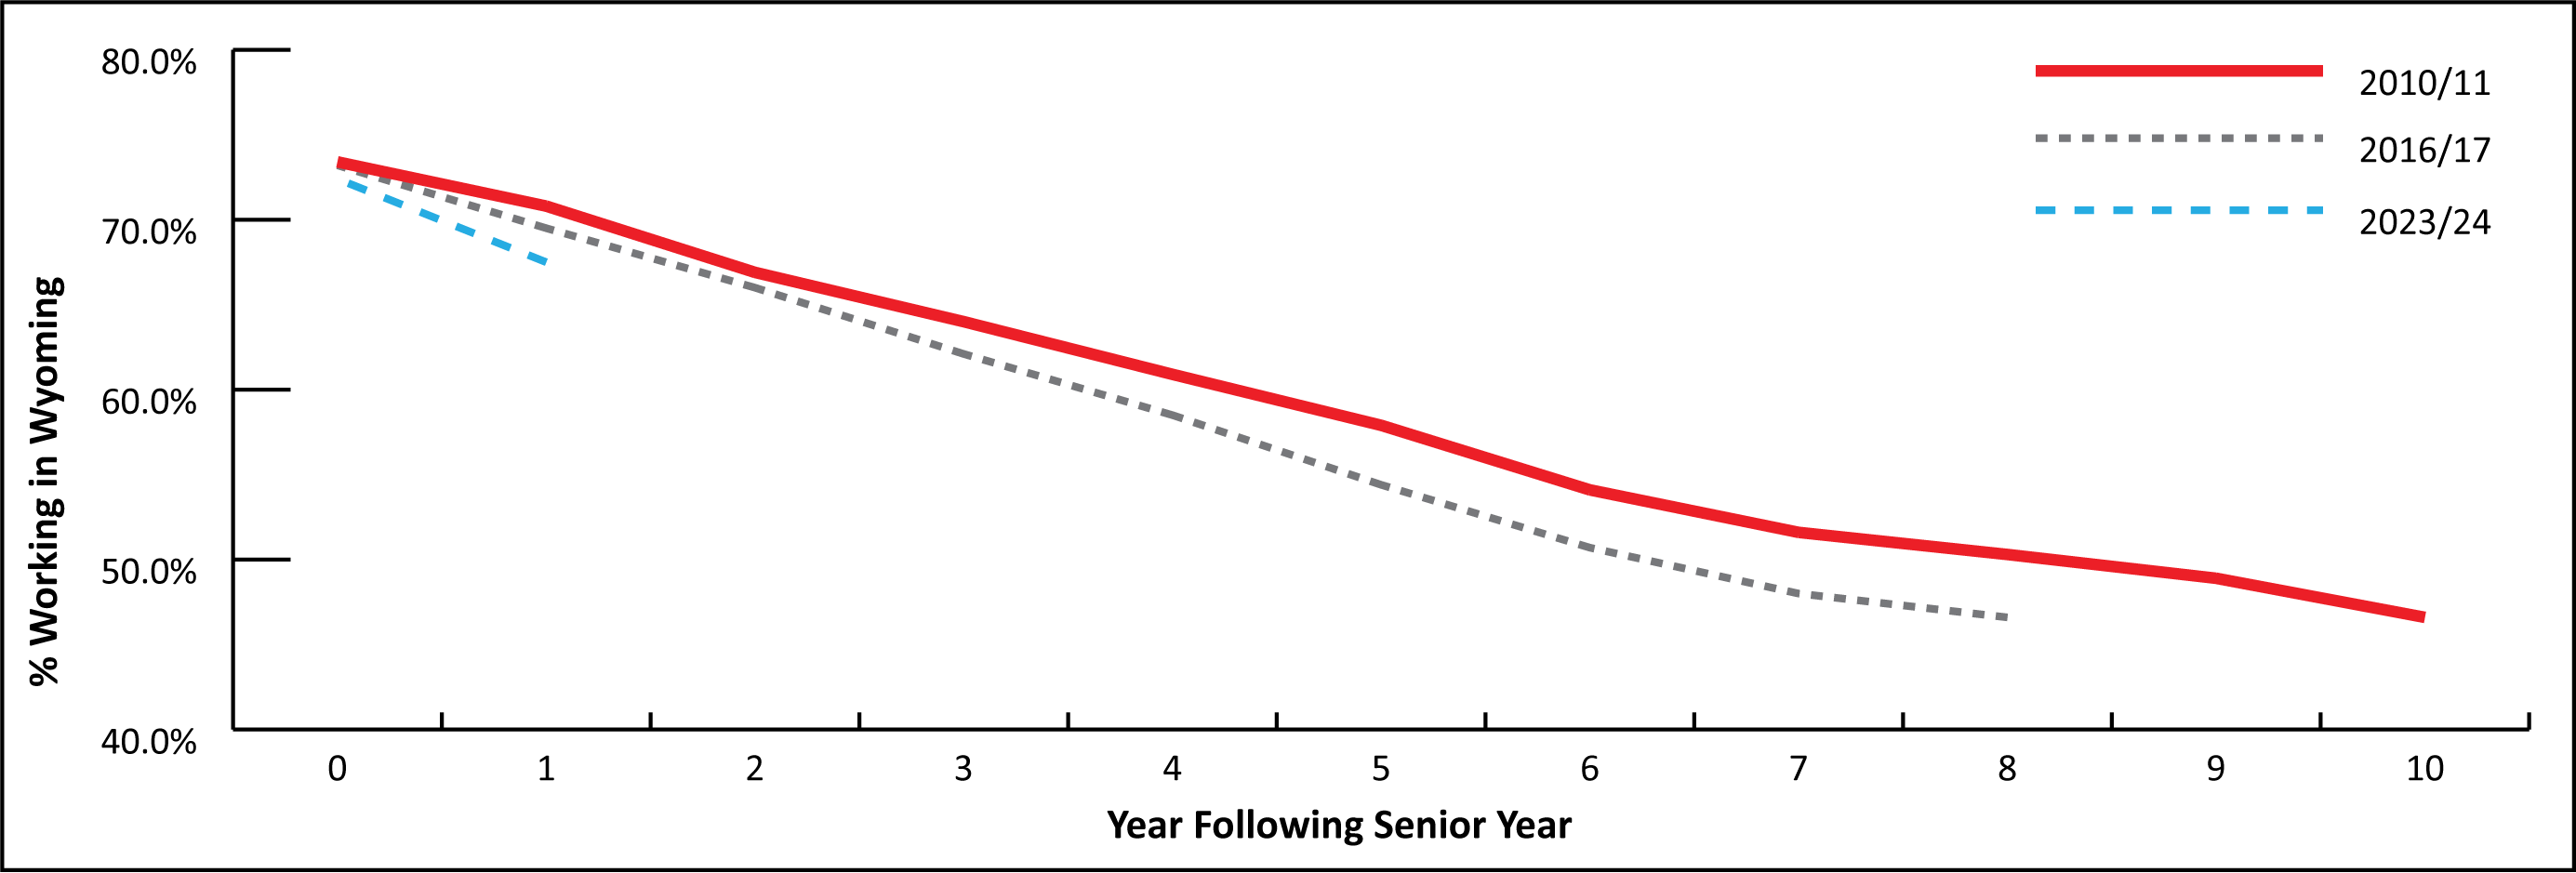 80.0%
70.0%
60.0%
50.0%
40.0%
% Working in Wyoming
2010/11
2016/17
2023/24
0 1 2 3 4 5 6 7 8 9 10
Year Following Senior Year